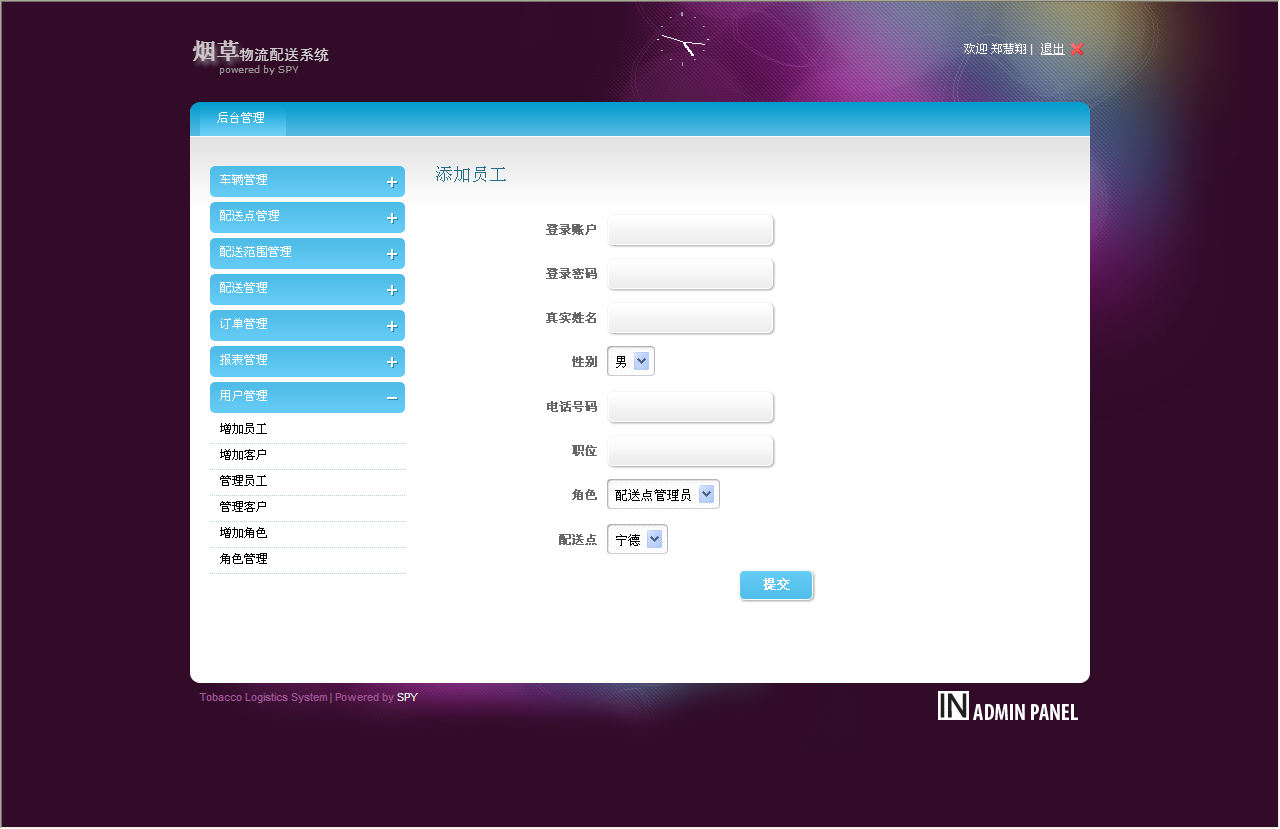 烟草物流配送系统
powered by SPY
欢迎 郑慧翔 | 退出
后台管理
车辆管理
配送点管理
配送范围管理
配送管理
订单管理
报表管理
用户管理
增加员工
增加客户
管理员工
管理客户
增加角色
角色管理
添加员工
登录账户
登录密码
真实姓名
性别 男
电话号码
职位
角色 配送点管理员
配送点 宁德
提交
Tobacco Logistics System | Powered by SPY
IN ADMIN PANEL